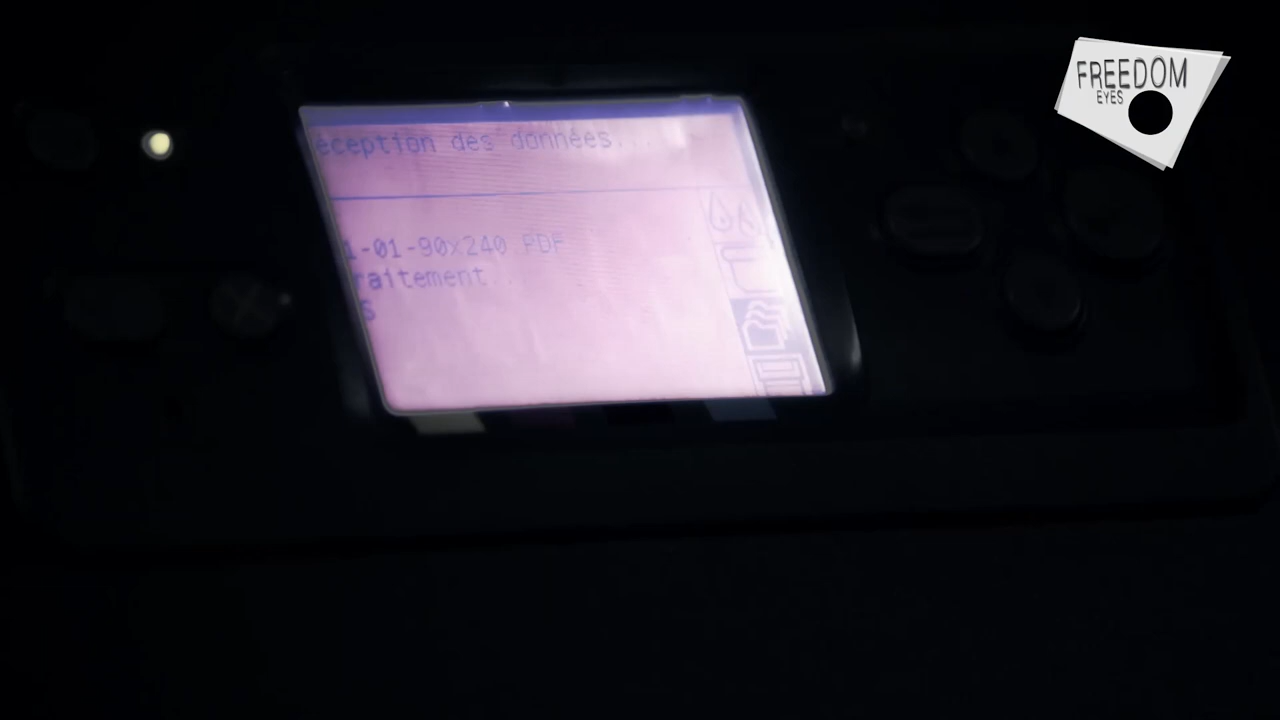 éception des données...
1-01-90x240 PDF
raitement..
s
FREEDOM
EYES